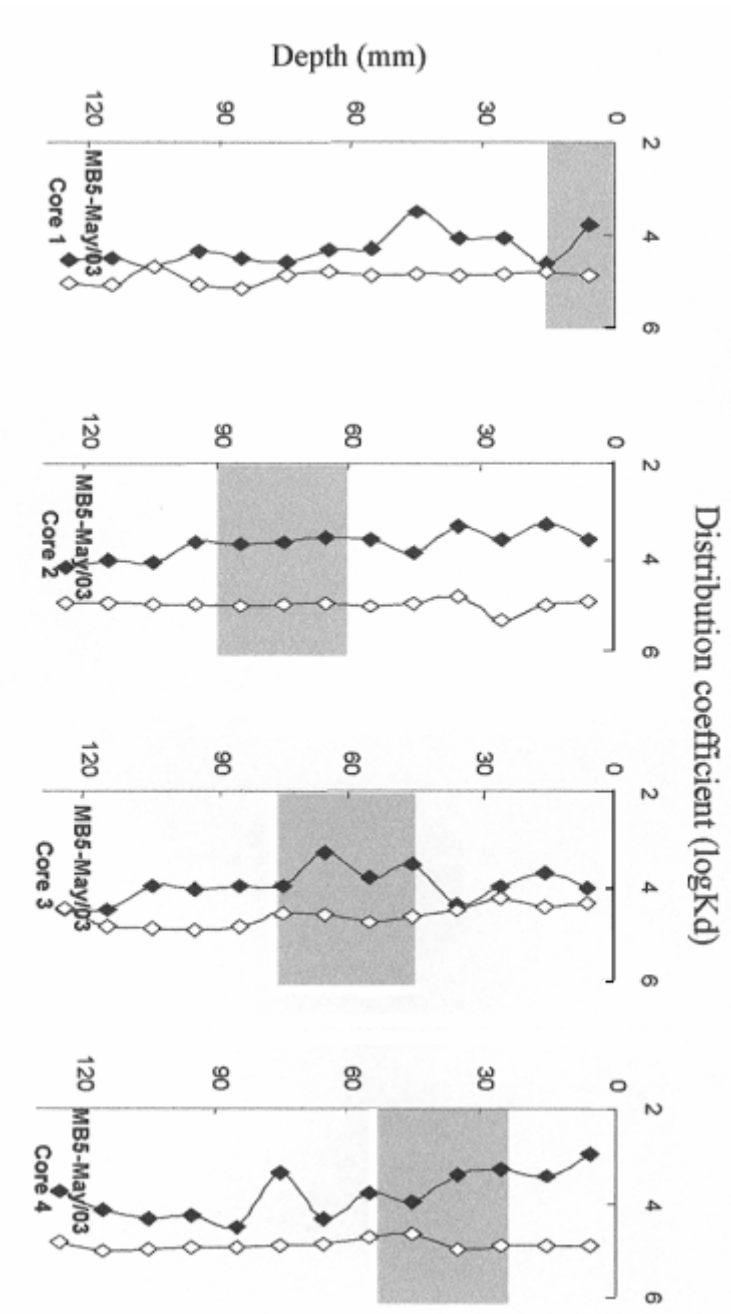 Distribution coefficient (logKd)
2 4 6 2 4 6 2 4 6 2 4 6
0 0 0 0
30 30 30 30
Depth (mm)
60 60 60 60
90 90 90 90
120 120 120 120
MB5-May/03 MB5-May/03 MB5-May/03 MB5-May/03
Core 1 Core 2 Core 3 Core 4